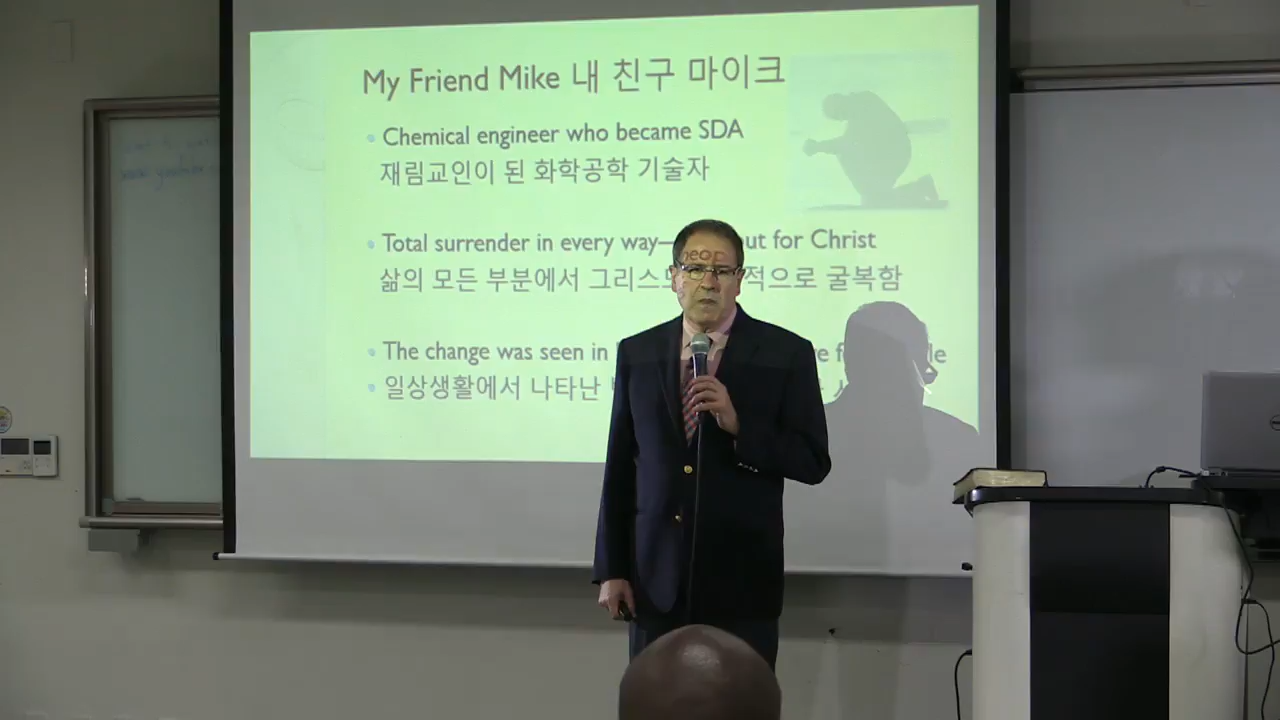 My Friend Mike 내 친구 마이크
• Chemical engineer who became SDA
재림교인이 된 화학공학 기술자
• Total surrender in every way— ut for Christ
삶의 모든 부분에서 그리스도 적으로 굴복함
• The change was seen in
• 일상생활에서 나타난
peop
DELL